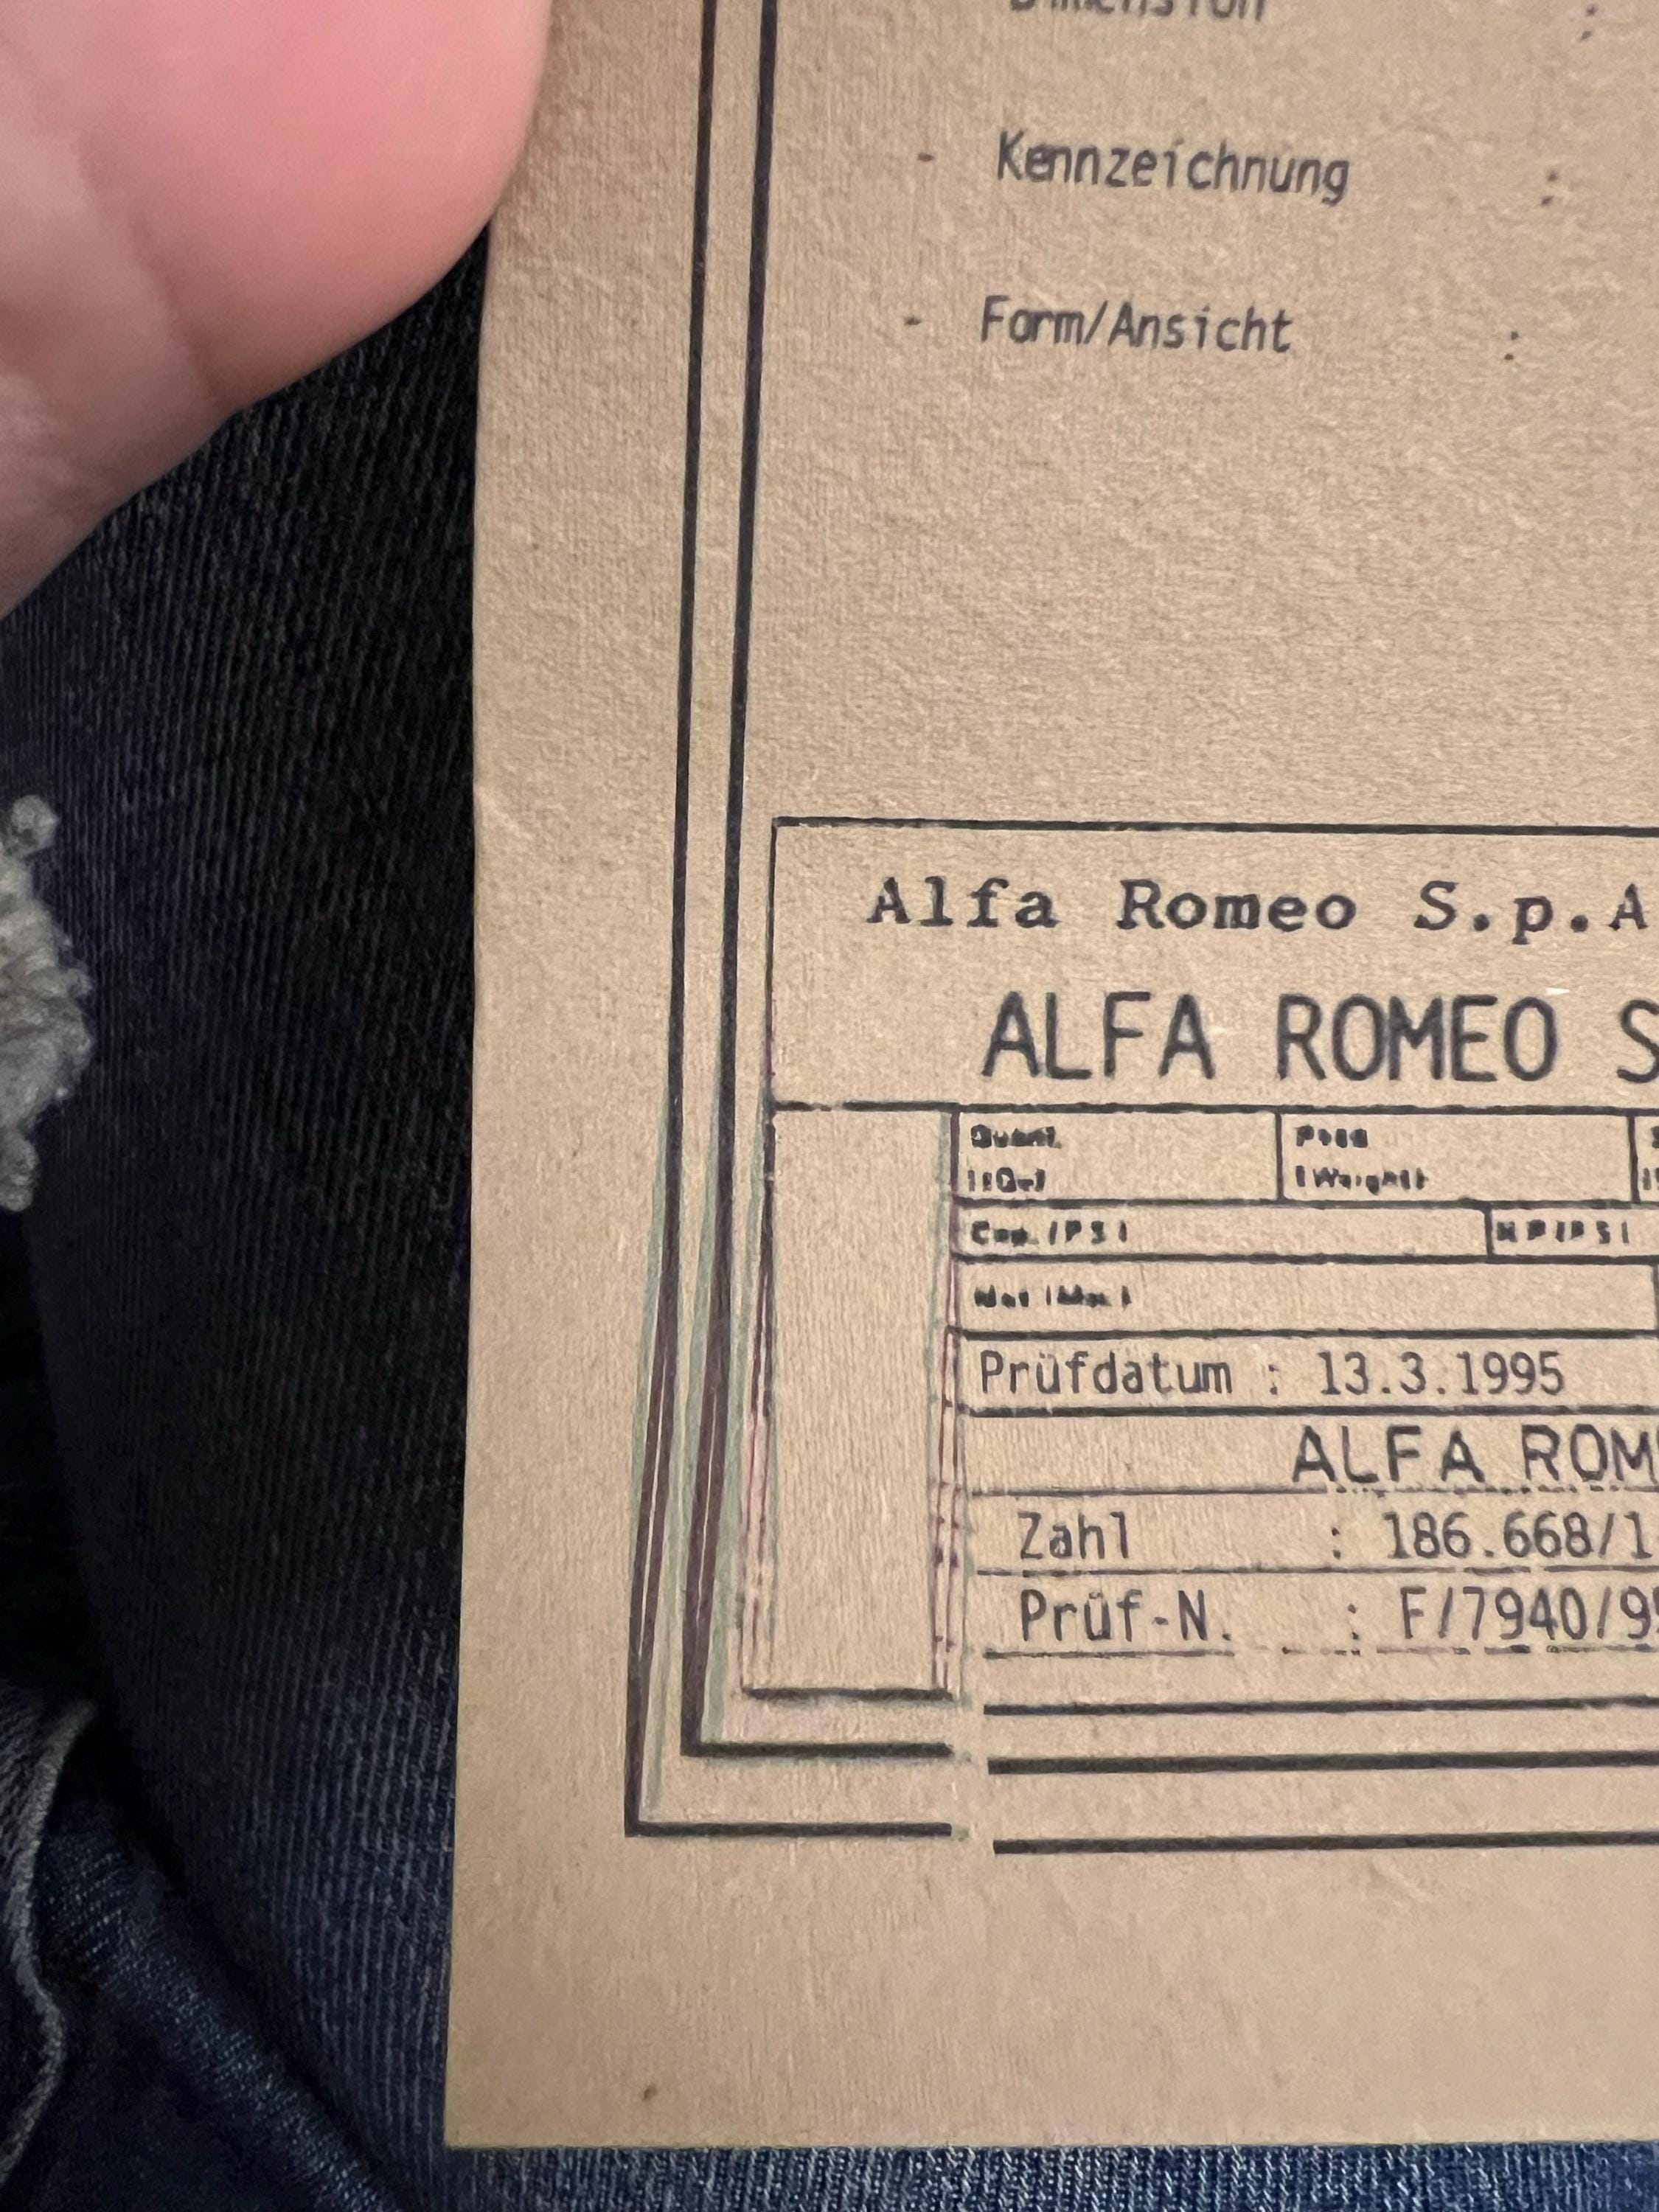 Dimension :
- Kennzeichnung :
- Form/Ansicht :
Alfa Romeo S.p.A
ALFA ROMEO S
Prüfdatum : 13.3.1995
ALFA ROM
Zahl : 186.668/1
Prüf-N. : F/7940/9